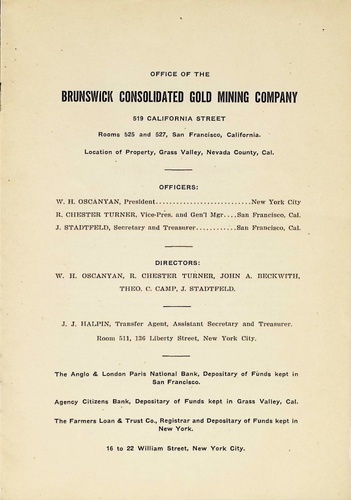 OFFICE OF THE
BRUNSWICK CONSOLIDATED GOLD MINING COMPANY
519 CALIFORNIA STREET
Rooms 525 and 527, San Francisco, California.
Location of Property, Grass Valley, Nevada County, Cal.
OFFICERS:
W. H. OSCANYAN, President...........................New York City
R. CHESTER TURNER, Vice-Pres. and Gen'l Mgr....San Francisco, Cal.
J. STADTFELD, Secretary and Treasurer............San Francisco, Cal.
DIRECTORS:
W. H. OSCANYAN, R. CHESTER TURNER, JOHN A. BECKWITH,
THEO. C. CAMP, J. STADTFELD.
J. J. HALPIN, Transfer Agent, Assistant Secretary and Treasurer.
Room 511, 136 Liberty Street, New York City.
The Anglo & London Paris National Bank, Depositary of Funds kept in
San Francisco.
Agency Citizens Bank, Depositary of Funds kept in Grass Valley, Cal.
The Farmers Loan & Trust Co., Registrar and Depositary of Funds kept in
New York.
16 to 22 William Street, New York City.